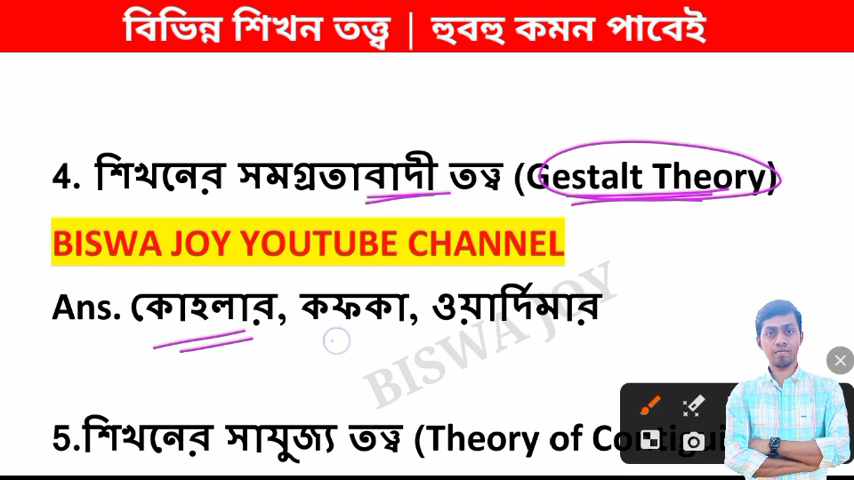 বিভিন্ন শিখন তত্ত্ব | হুবহু কমন পাবেই
4. শিখনের সমগ্রতাবাদী তত্ত্ব (Gestalt Theory)
BISWA JOY YOUTUBE CHANNEL
Ans. কোহলার, কফকা, ওয়ার্দিমার
BISWA JOY
5.শিখনের সাযুজ্য তত্ত্ব (Theory of